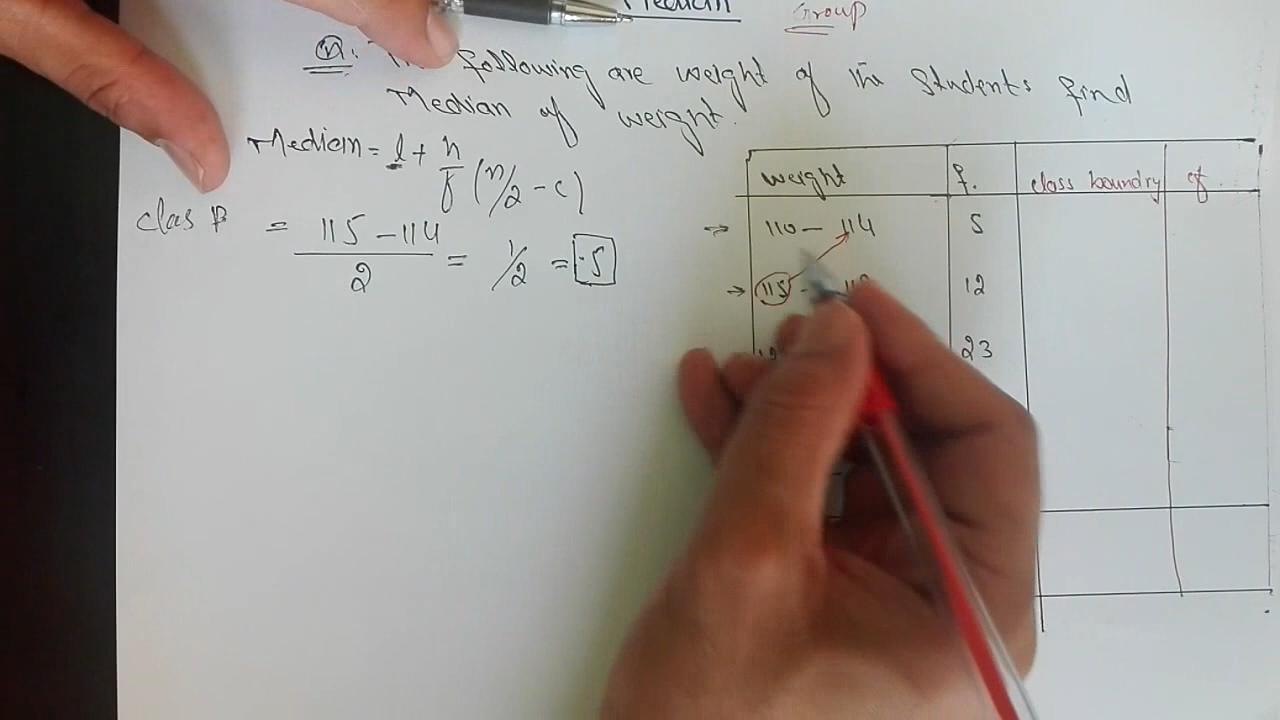 Group
Q. following are weight of the students find
Median of weight.
Median = l + h/f (n/2 - c)
clas B = 115 - 114 / 2 = 1/2 = .5
weight f. class boundry cf.
110 - 114 5
115 - 12
23